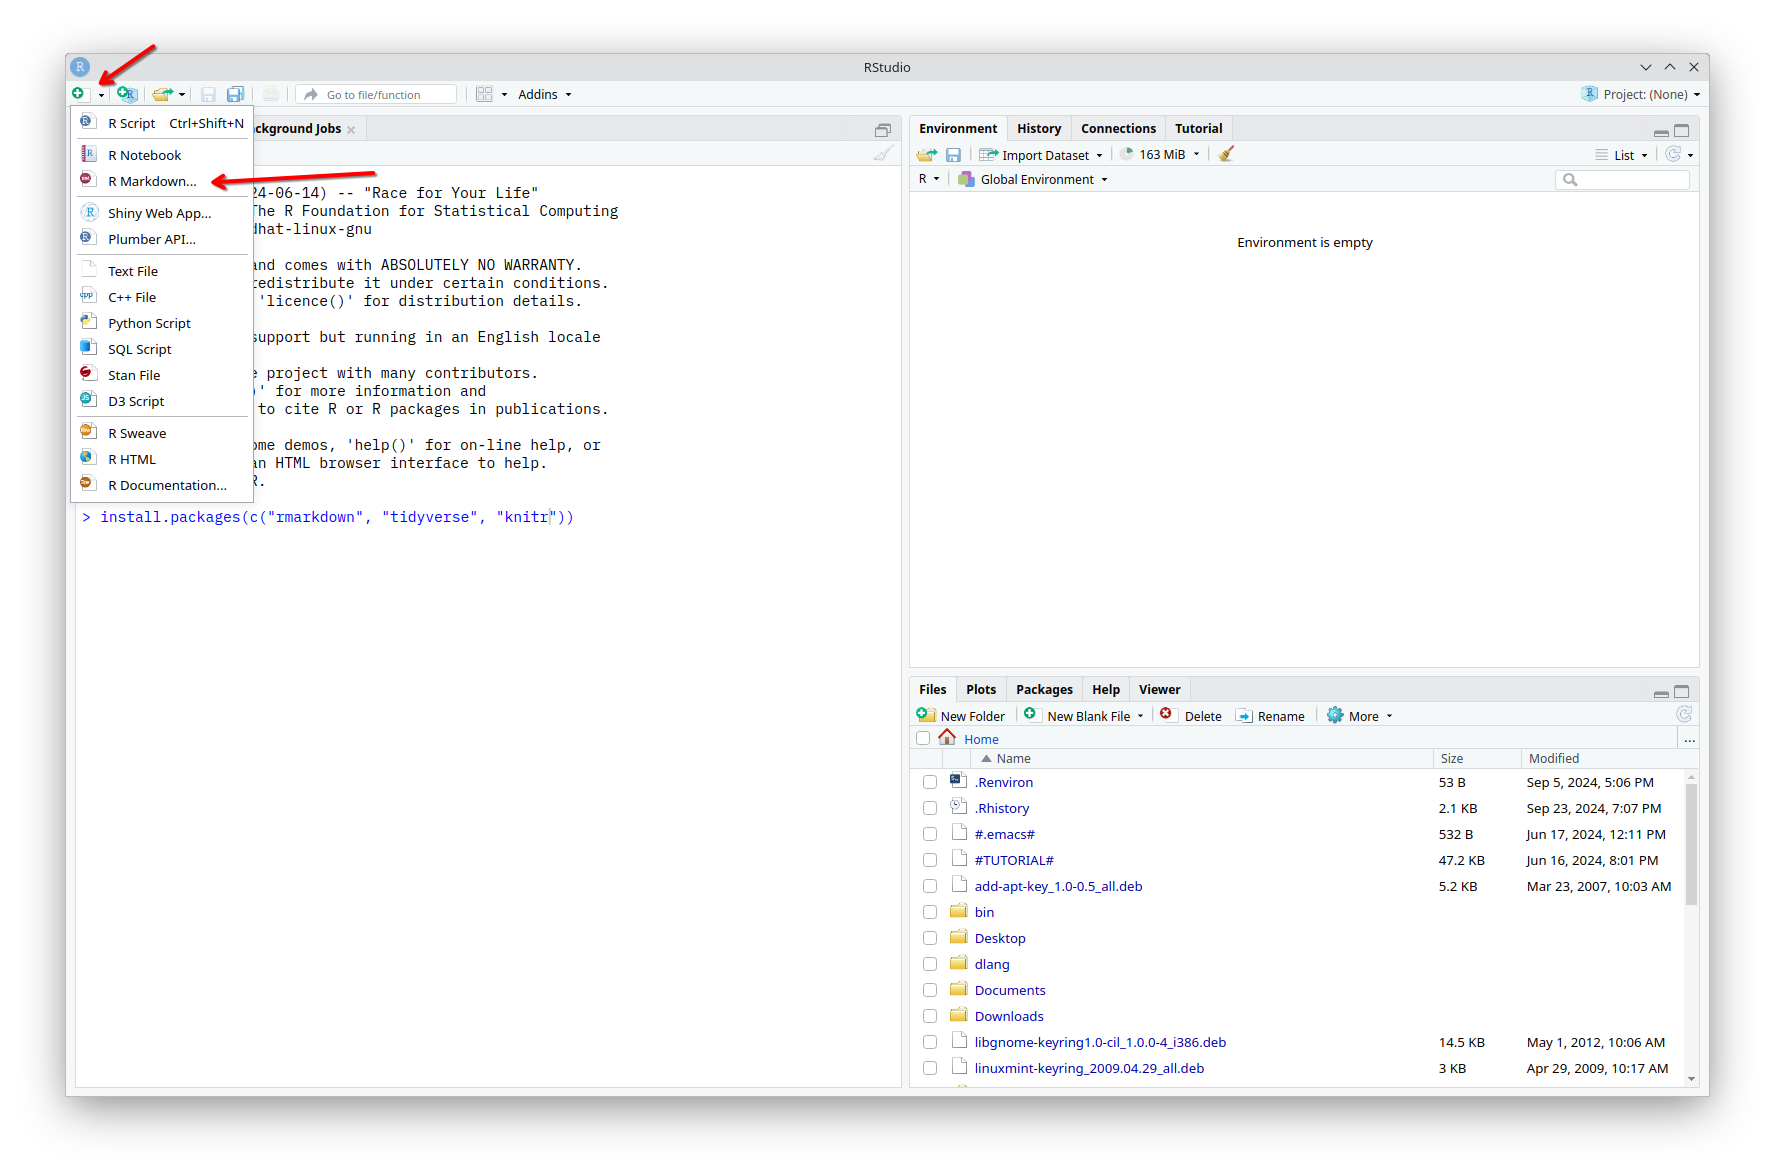 RStudio
Go to file/function
Addins
Project: (None)
R Script Ctrl+Shift+N
R Notebook
R Markdown...
Shiny Web App...
Plumber API...
Text File
C++ File
Python Script
SQL Script
Stan File
D3 Script
R Sweave
R HTML
R Documentation...
ckground Jobs
24-06-14) -- "Race for Your Life"
The R Foundation for Statistical Computing
dhat-linux-gnu
and comes with ABSOLUTELY NO WARRANTY.
redistribute it under certain conditions.
'licence()' for distribution details.
support but running in an English locale
e project with many contributors.
)' for more information and
to cite R or R packages in publications.
ome demos, 'help()' for on-line help, or
an HTML browser interface to help.
R.
> install.packages(c("rmarkdown", "tidyverse", "knitr"))
Environment History Connections Tutorial
Import Dataset 163 MiB List
R Global Environment
Environment is empty
Files Plots Packages Help Viewer
New Folder New Blank File Delete Rename More
Home ...
Name Size Modified
.Renviron 53 B Sep 5, 2024, 5:06 PM
.Rhistory 2.1 KB Sep 23, 2024, 7:07 PM
#.emacs# 532 B Jun 17, 2024, 12:11 PM
#TUTORIAL# 47.2 KB Jun 16, 2024, 8:01 PM
add-apt-key_1.0-0.5_all.deb 5.2 KB Mar 23, 2007, 10:03 AM
bin
Desktop
dlang
Documents
Downloads
libgnome-keyring1.0-cil_1.0.0-4_i386.deb 14.5 KB May 1, 2012, 10:06 AM
linuxmint-keyring_2009.04.29_all.deb 3 KB Apr 29, 2009, 10:17 AM